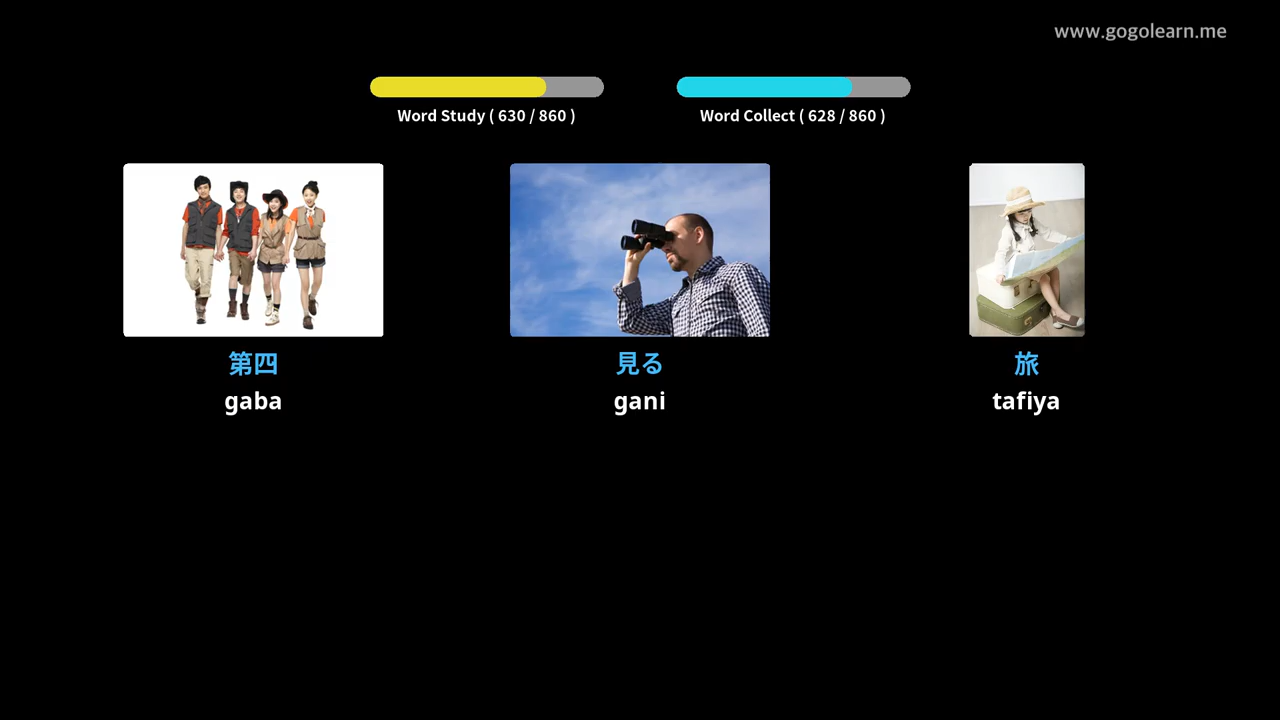 www.gogolearn.me
Word Study ( 630 / 860 )
Word Collect ( 628 / 860 )
第四
gaba
見る
gani
旅
tafiya